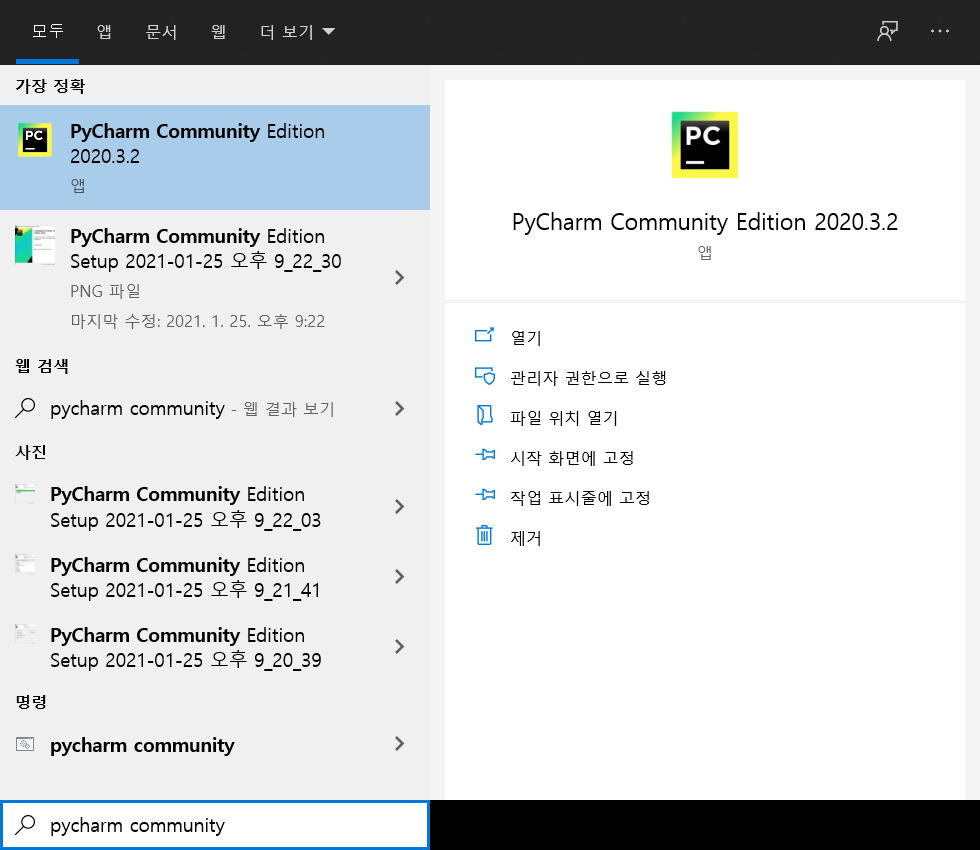 모두 앱 문서 웹 더 보기
가장 정확
PC
PyCharm Community Edition
2020.3.2
앱
PyCharm Community Edition
Setup 2021-01-25 오후 9_22_30
PNG 파일
마지막 수정: 2021. 1. 25. 오후 9:22
웹 검색
pycharm community - 웹 결과 보기
사진
PyCharm Community Edition
Setup 2021-01-25 오후 9_22_03
PyCharm Community Edition
Setup 2021-01-25 오후 9_21_41
PyCharm Community Edition
Setup 2021-01-25 오후 9_20_39
명령
pycharm community
pycharm community
PC
PyCharm Community Edition 2020.3.2
앱
열기
관리자 권한으로 실행
파일 위치 열기
시작 화면에 고정
작업 표시줄에 고정
제거